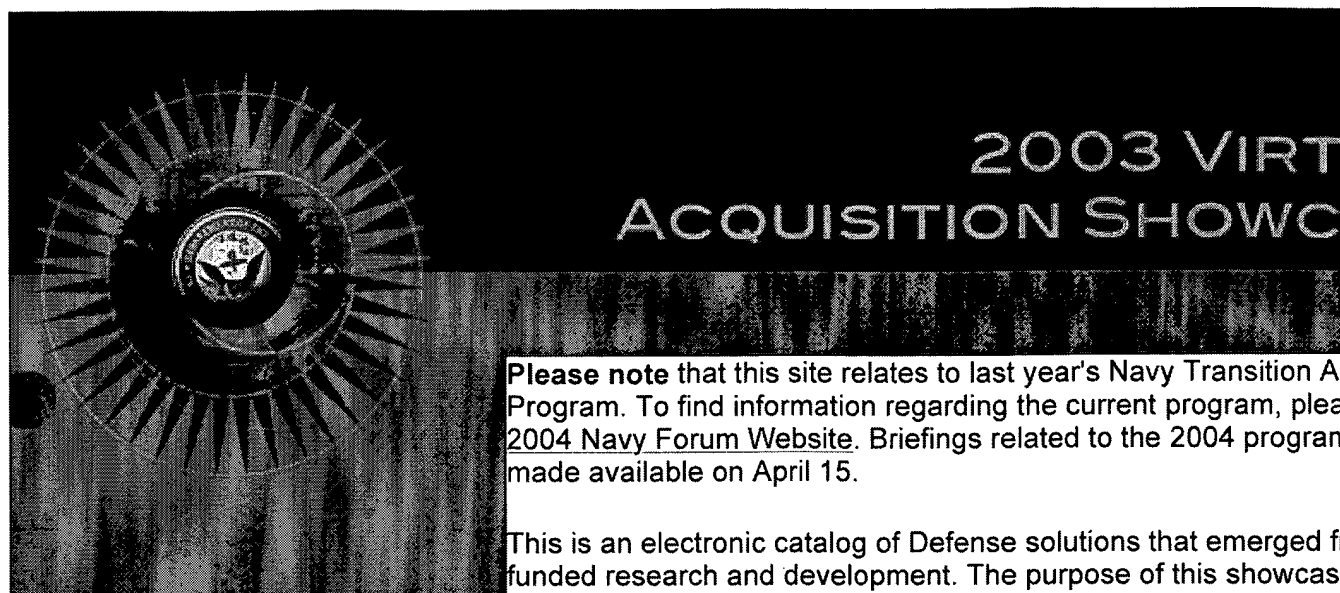 2003 VIRT
ACQUISITION SHOWC
Please note that this site relates to last year's Navy Transition A
Program. To find information regarding the current program, plea
2004 Navy Forum Website. Briefings related to the 2004 program
made available on April 15.
This is an electronic catalog of Defense solutions that emerged f
funded research and development. The purpose of this showcas